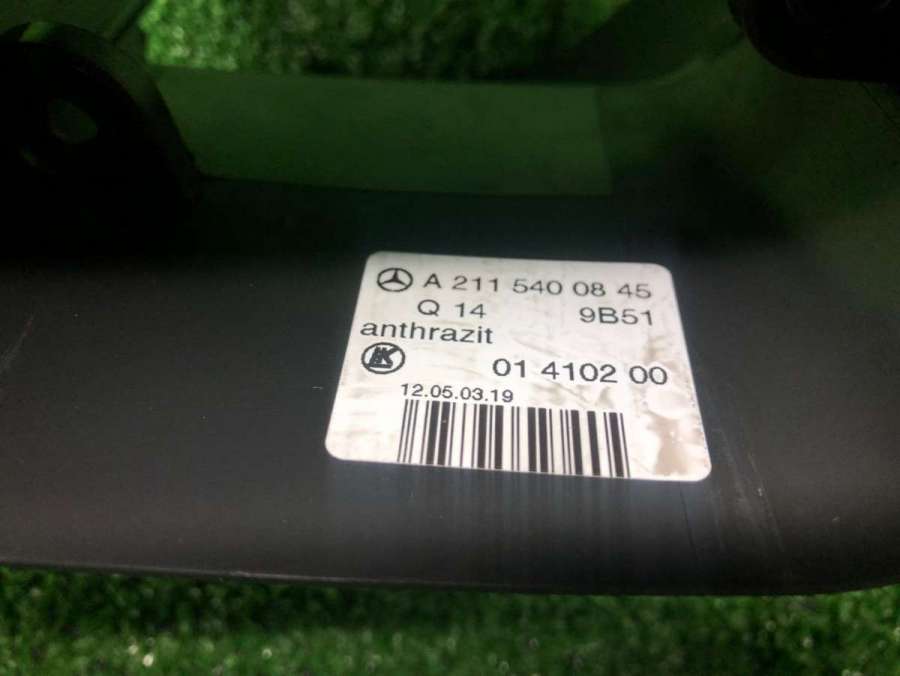 A 211 540 08 45
Q 14 9B51
anthrazit
01 4102 00
12.05.03.19